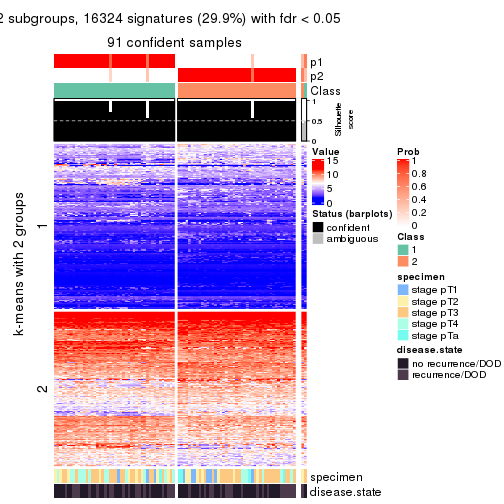 2 subgroups, 16324 signatures (29.9%) with fdr < 0.05
91 confident samples
p1
p2
Class
1
0.5
0
Silhouette
score
k-means with 2 groups
1
2
Value
15
10
5
0
Status (barplots)
confident
ambiguous
Prob
1
0.8
0.6
0.4
0.2
0
Class
1
2
specimen
stage pT1
stage pT2
stage pT3
stage pT4
stage pTa
disease.state
no recurrence/DOD
recurrence/DOD
specimen
disease.state